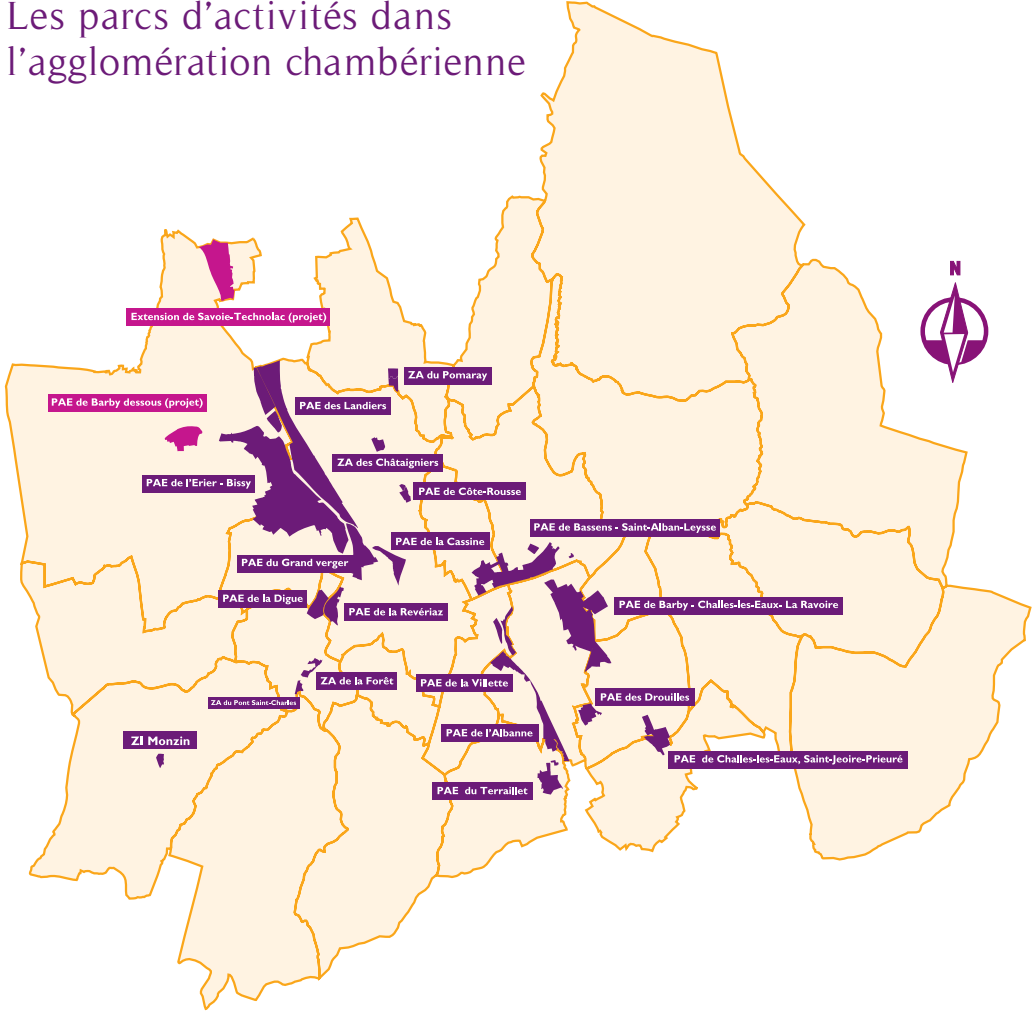 Les parcs d’activités dans
l’agglomération chambérienne
N
Extension de Savoie-Technolac (projet)
ZA du Pomaray
PAE de Barby dessous (projet)
PAE des Landiers
ZA des Châtaigniers
PAE de l’Erier - Bissy
PAE de Côte-Rousse
PAE de Bassens - Saint-Alban-Leysse
PAE de la Cassine
PAE du Grand verger
PAE de la Digue
PAE de la Revériaz
PAE de Barby - Challes-les-Eaux- La Ravoire
ZA de la Forêt
PAE de la Villette
PAE des Drouilles
ZA du Pont Saint-Charles
PAE de l’Albanne
ZI Monzin
PAE de Challes-les-Eaux, Saint-Jeoire-Prieuré
PAE du Terraillet